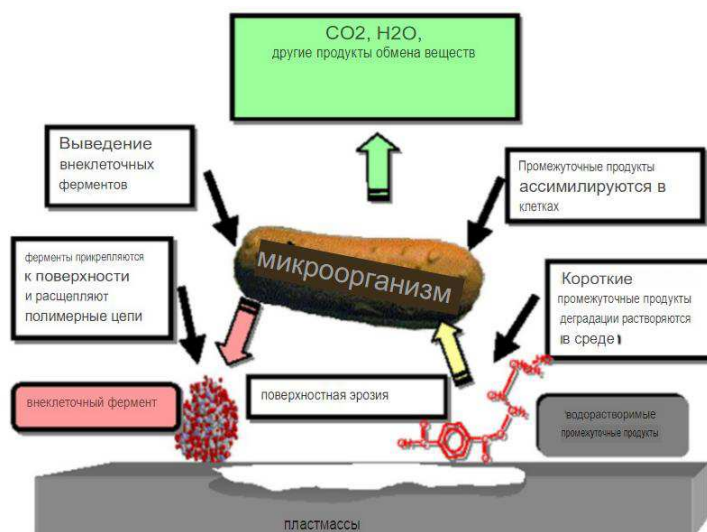 CO2, H2O,
другие продукты обмена веществ
Выведение
внеклеточных
ферментов
Промежуточные продукты
ассимилируются в
клетках
микроорганизм
ферменты прикрепляются
к поверхности
и расщепляют
полимерные цепи
Короткие
промежуточные продукты
деградации растворяются
(в среде)
внеклеточный фермент
поверхностная эрозия
водорастворимые
промежуточные продукты
пластмассы